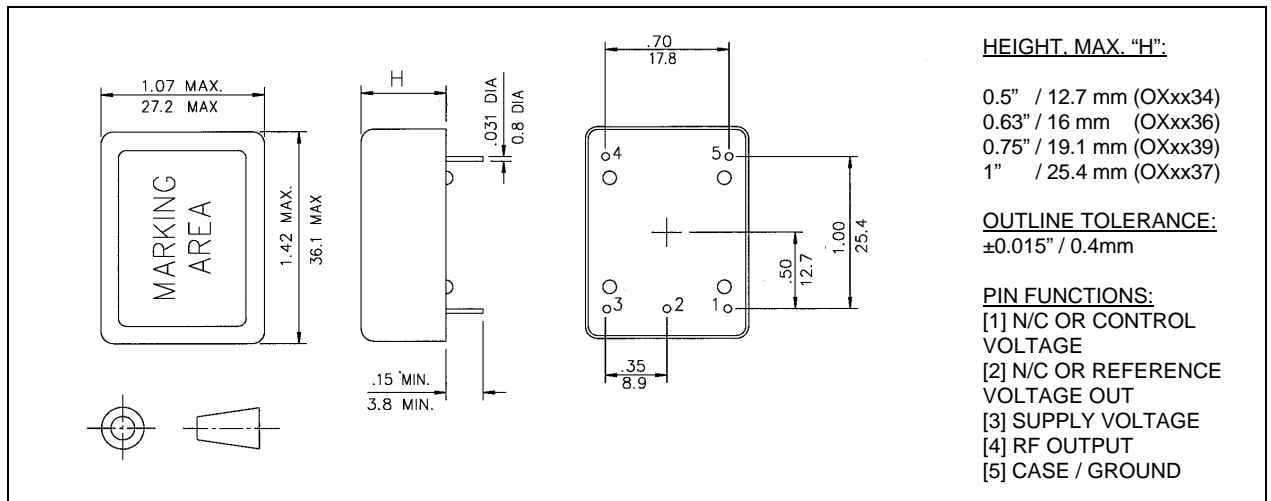 1.07 MAX.
27.2 MAX
MARKING
AREA
1.42 MAX.
36.1 MAX
H
.031 DIA
0.8 DIA
.15 MIN.
3.8 MIN.
.70
17.8
4
5
1.00
25.4
.50
12.7
3
2
1
.35
8.9
HEIGHT, MAX. “H”:
0.5” / 12.7 mm (OXxx34)
0.63” / 16 mm (OXxx36)
0.75” / 19.1 mm (OXxx39)
1” / 25.4 mm (OXxx37)
OUTLINE TOLERANCE:
±0.015” / 0.4mm
PIN FUNCTIONS:
[1] N/C OR CONTROL
VOLTAGE
[2] N/C OR REFERENCE
VOLTAGE OUT
[3] SUPPLY VOLTAGE
[4] RF OUTPUT
[5] CASE / GROUND